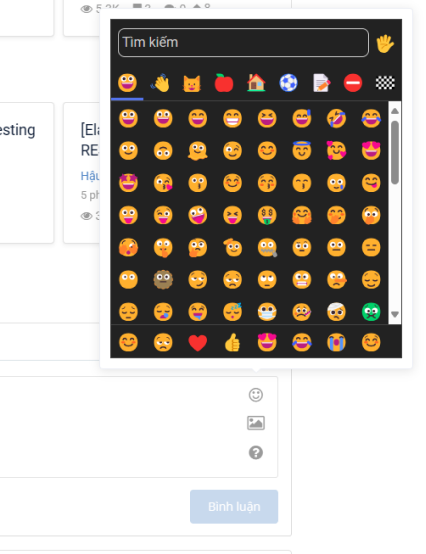 Tìm kiếm
esting
[Ela
RE
Hậu
5 ph
Bình luận